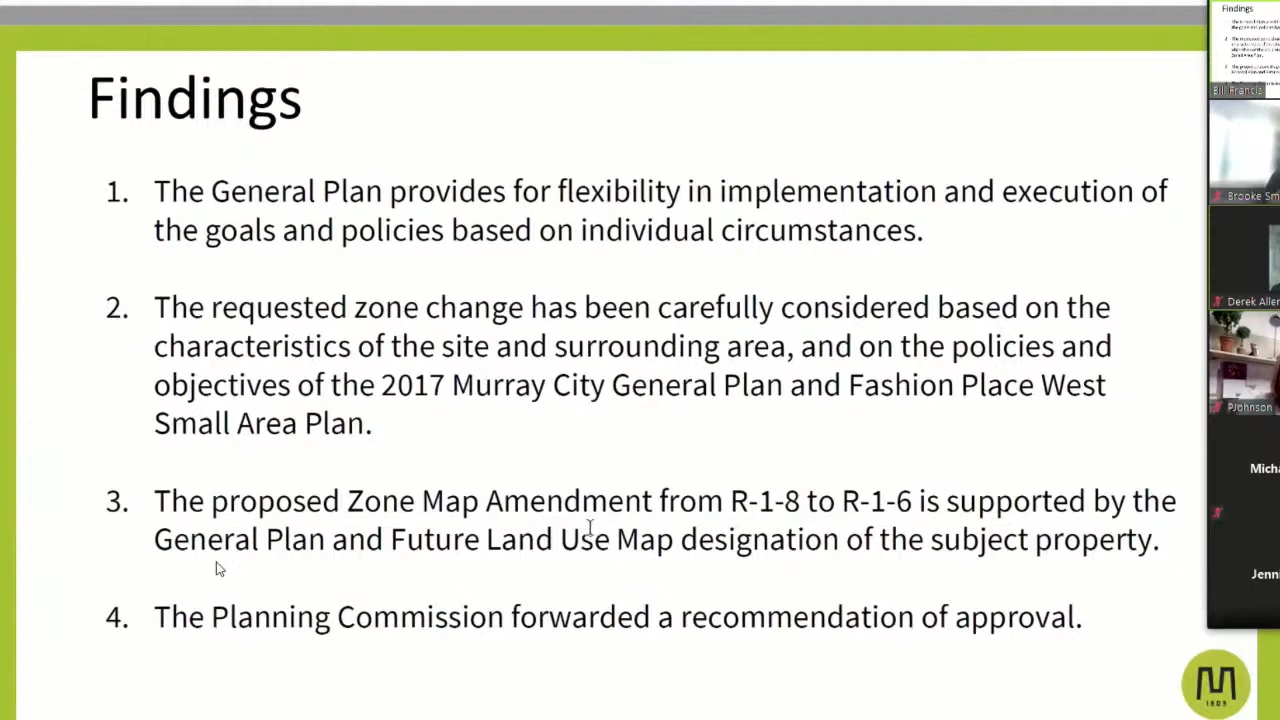 Findings
1. The General Plan provides for flexibility in implementation and execution of
the goals and policies based on individual circumstances.
2. The requested zone change has been carefully considered based on the
characteristics of the site and surrounding area, and on the policies and
objectives of the 2017 Murray City General Plan and Fashion Place West
Small Area Plan.
3. The proposed Zone Map Amendment from R-1-8 to R-1-6 is supported by the
General Plan and Future Land Use Map designation of the subject property.
4. The Planning Commission forwarded a recommendation of approval.
Findings
Bill Francis
Brooke Sm
Derek Aller
PJohnson
Micha
Jenni
M
1903